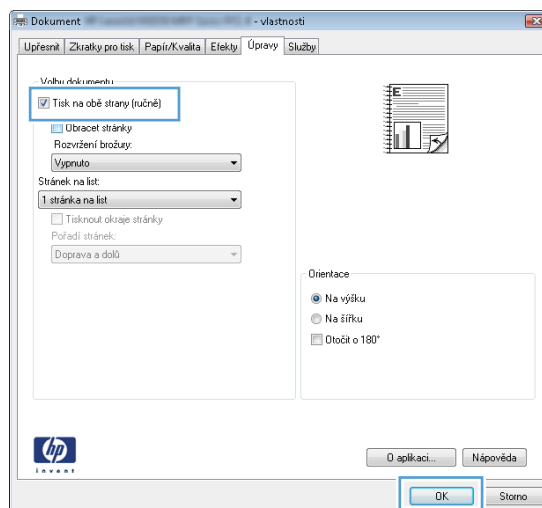 Dokument - vlastnosti
Upřesnit Zkratky pro tisk Papír/Kvalita Efekty Úpravy Služby
Volby dokumentu
Tisk na obě strany (ručně)
Obracet stránky
Rozvržení brožury:
Vypnuto
Stránek na list:
1 stránka na list
Tisknout okraje stránky
Pořadí stránek:
Doprava a dolů
E
Orientace
Na výšku
Na šířku
Otočit o 180°
hp
invent
O aplikaci... Nápověda
OK Storno